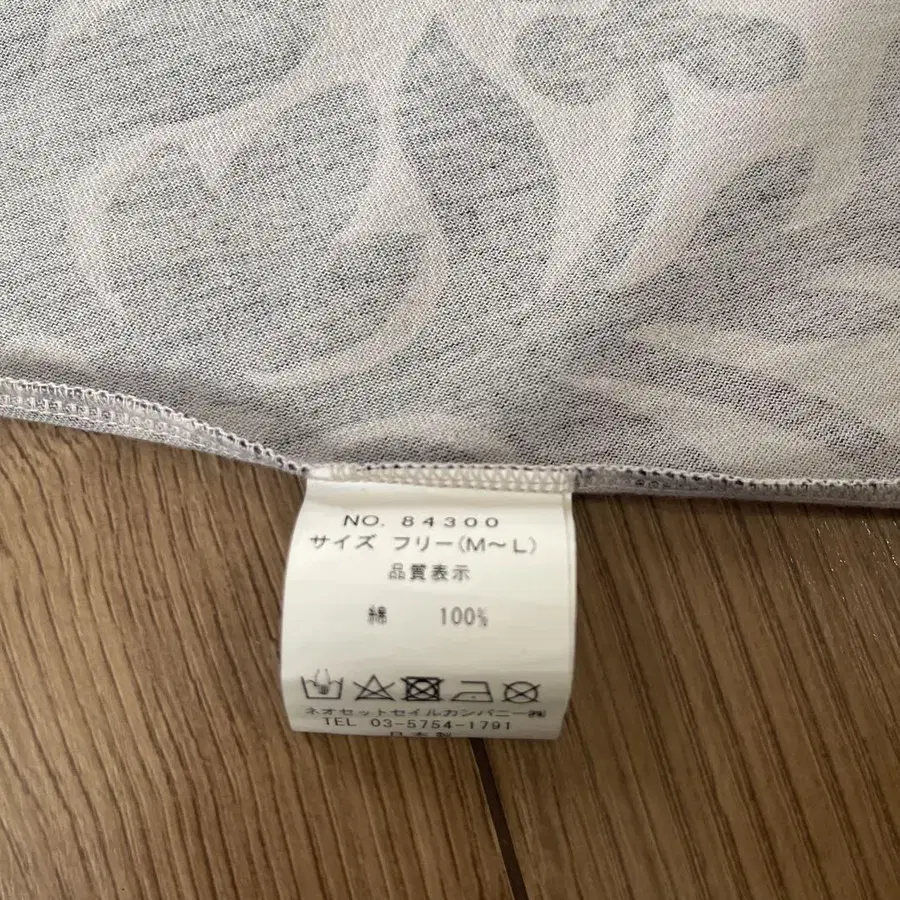 NO. 84300
サイズ フリー(M～L)
品質表示
綿 100%
ネオセットセイルカンパニー㈱
TEL 03-5754-1791
日本製